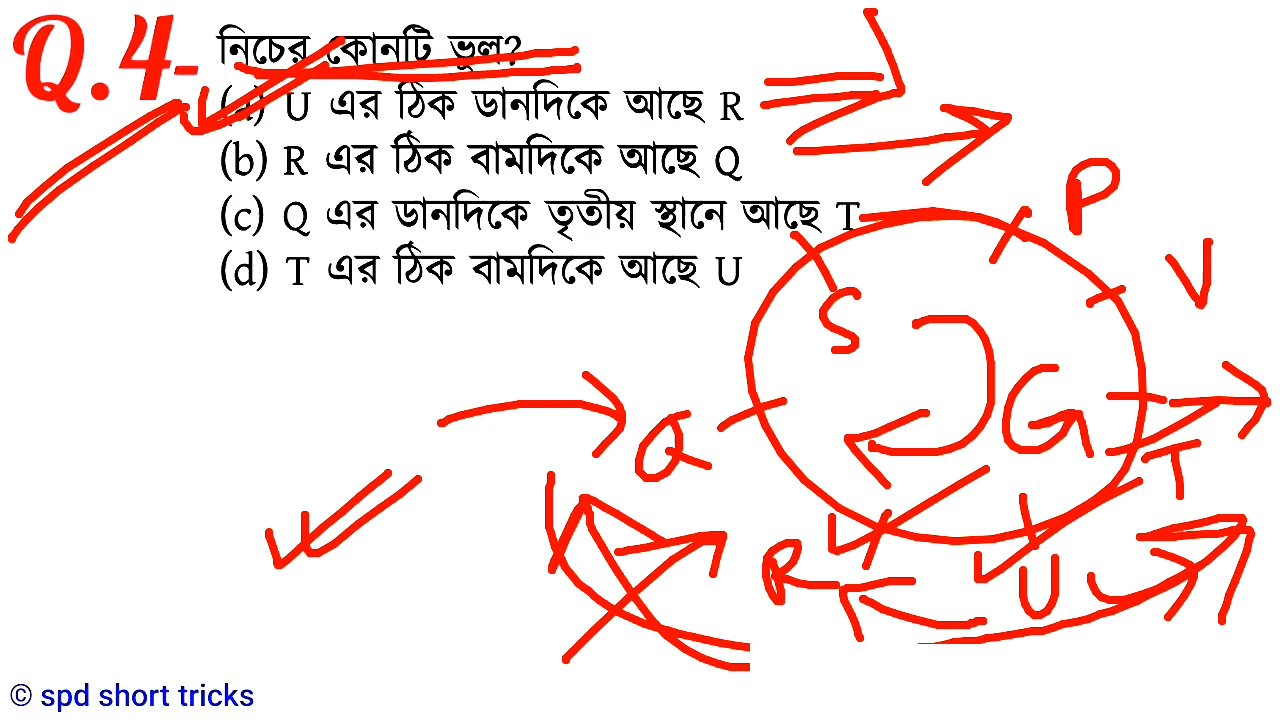 Q.4- নিচের কোনটি ভুল?
(a) U এর ঠিক ডানদিকে আছে R
(b) R এর ঠিক বামদিকে আছে Q
(c) Q এর ডানদিকে তৃতীয় স্থানে আছে T
(d) T এর ঠিক বামদিকে আছে U
P
V
S
G
Q
T
R
U
© spd short tricks